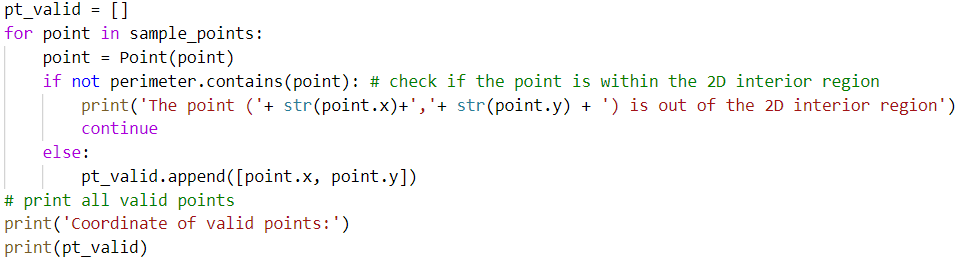 pt_valid = []
for point in sample_points:
    point = Point(point)
    if not perimeter.contains(point): # check if the point is within the 2D interior region
        print('The point ('+ str(point.x)+','+ str(point.y) + ') is out of the 2D interior region')
        continue
    else:
        pt_valid.append([point.x, point.y])
# print all valid points
print('Coordinate of valid points:')
print(pt_valid)